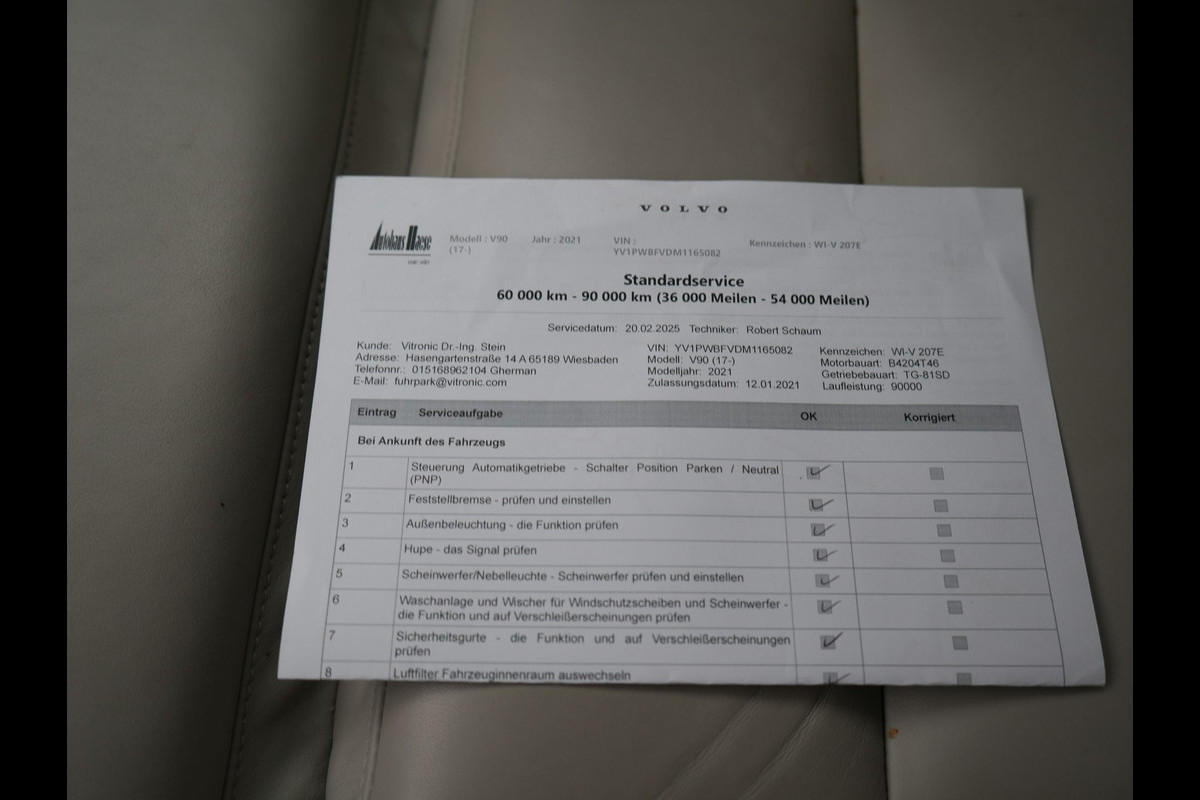 VOLVO
Autohaus Haese
Modell : V90 Jahr : 2021 VIN : Kennzeichen : WI-V 207E
(17-) YV1PWBFVDM1165082
Standardservice
60 000 km - 90 000 km (36 000 Meilen - 54 000 Meilen)
Servicedatum: 20.02.2025 Techniker: Robert Schaum
Kunde: Vitronic Dr.-Ing. Stein VIN: YV1PWBFVDM1165082 Kennzeichen: WI-V 207E
Adresse: Hasengartenstraße 14 A 65189 Wiesbaden Modell: V90 (17-) Motorbauart: B4204T46
Telefonnr.: 015168962104 Gherman Modelljahr: 2021 Getriebebauart: TG-81SD
E-Mail: fuhrpark@vitronic.com Zulassungsdatum: 12.01.2021 Laufleistung: 90000
Eintrag Serviceaufgabe OK Korrigiert
Bei Ankunft des Fahrzeugs
1 Steuerung Automatikgetriebe - Schalter Position Parken / Neutral
(PNP)
2 Feststellbremse - prüfen und einstellen
3 Außenbeleuchtung - die Funktion prüfen
4 Hupe - das Signal prüfen
5 Scheinwerfer/Nebelleuchte - Scheinwerfer prüfen und einstellen
6 Waschanlage und Wischer für Windschutzscheiben und Scheinwerfer -
die Funktion und auf Verschleißerscheinungen prüfen
7 Sicherheitsgurte - die Funktion und auf Verschleißerscheinungen
prüfen
8 Luftfilter Fahrzeuginnenraum auswechseln